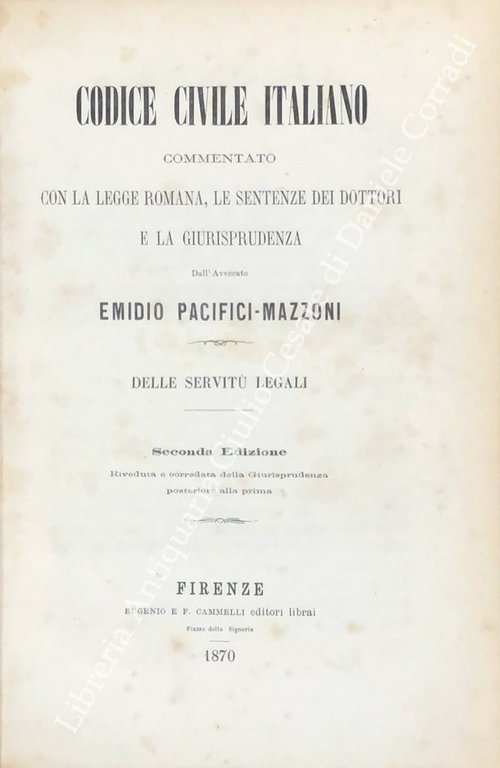 CODICE CIVILE ITALIANO
COMMENTATO
CON LA LEGGE ROMANA, LE SENTENZE DEI DOTTORI
E LA GIURISPRUDENZA
Dall' Avvocato
EMIDIO PACIFICI-MAZZONI
DELLE SERVITÙ LEGALI
Seconda Edizione
Riveduta e corredata della Giurisprudenza
posteriore alla prima
FIRENZE
EUGENIO E F. CAMMELLI editori librai
Piazza della Signoria
1870
Libreria Antiquaria Giulio Cesare di Daniele Corradi